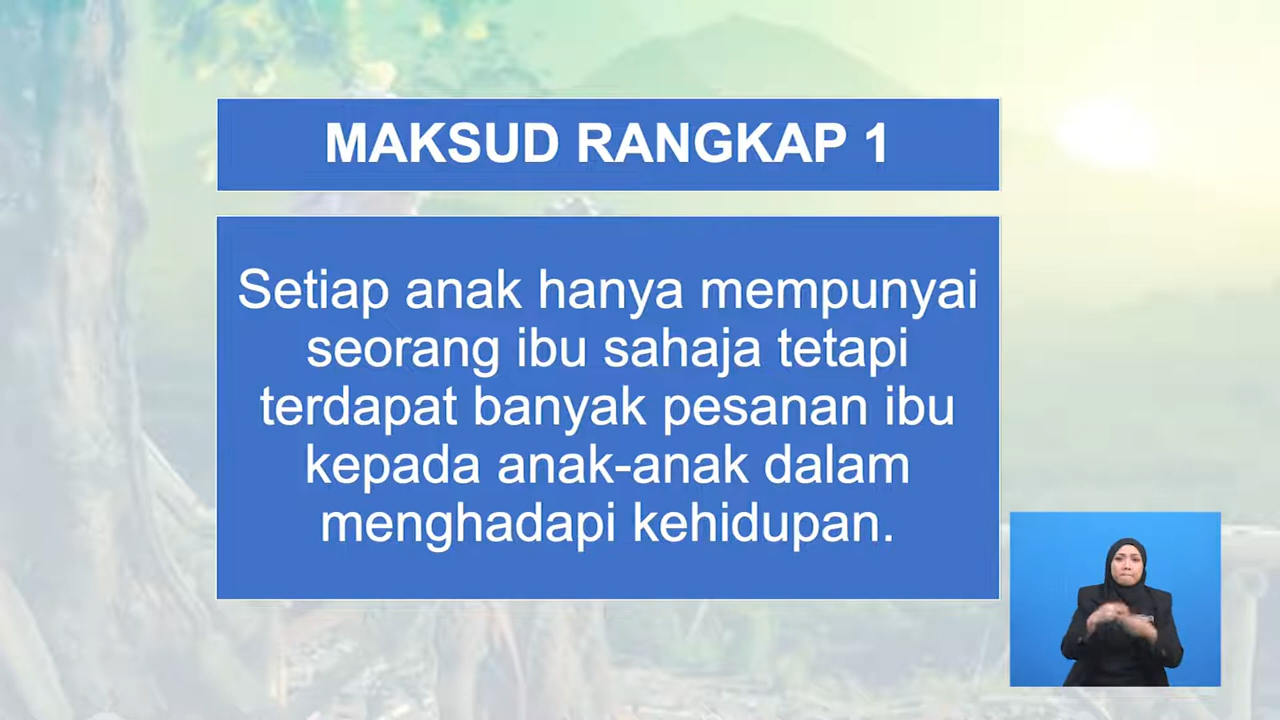 MAKSUD RANGKAP 1
Setiap anak hanya mempunyai
seorang ibu sahaja tetapi
terdapat banyak pesanan ibu
kepada anak-anak dalam
menghadapi kehidupan.